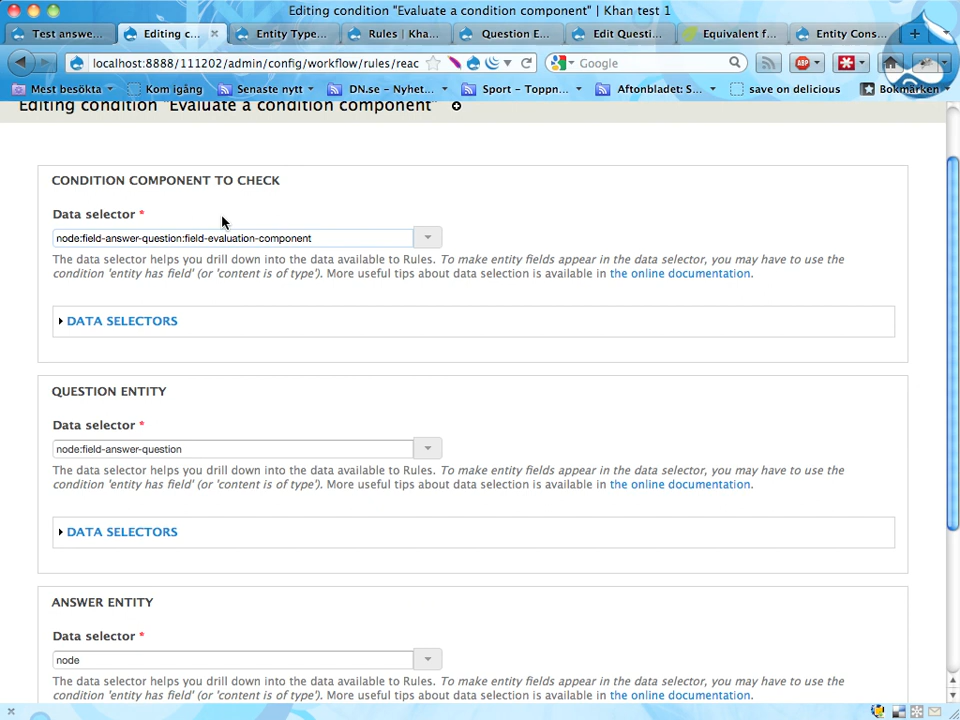 Editing condition "Evaluate a condition component" | Khan test 1
Test answe... Editing c... Entity Type... Rules | Kha... Question E... Edit Questi... Equivalent f... Entity Cons...
localhost:8888/111202/admin/config/workflow/rules/reac Google ABP
Mest besökta Kom igång Senaste nytt DN.se – Nyhet... Sport – Toppn... Aftonbladet: S... save on delicious Bokmärken
Editing condition "Evaluate a condition component"
CONDITION COMPONENT TO CHECK
Data selector *
node:field-answer-question:field-evaluation-component
The data selector helps you drill down into the data available to Rules. To make entity fields appear in the data selector, you may have to use the
condition 'entity has field' (or 'content is of type'). More useful tips about data selection is available in the online documentation.
DATA SELECTORS
QUESTION ENTITY
Data selector *
node:field-answer-question
The data selector helps you drill down into the data available to Rules. To make entity fields appear in the data selector, you may have to use the
condition 'entity has field' (or 'content is of type'). More useful tips about data selection is available in the online documentation.
DATA SELECTORS
ANSWER ENTITY
Data selector *
node
The data selector helps you drill down into the data available to Rules. To make entity fields appear in the data selector, you may have to use the
condition 'entity has field' (or 'content is of type'). More useful tips about data selection is available in the online documentation.